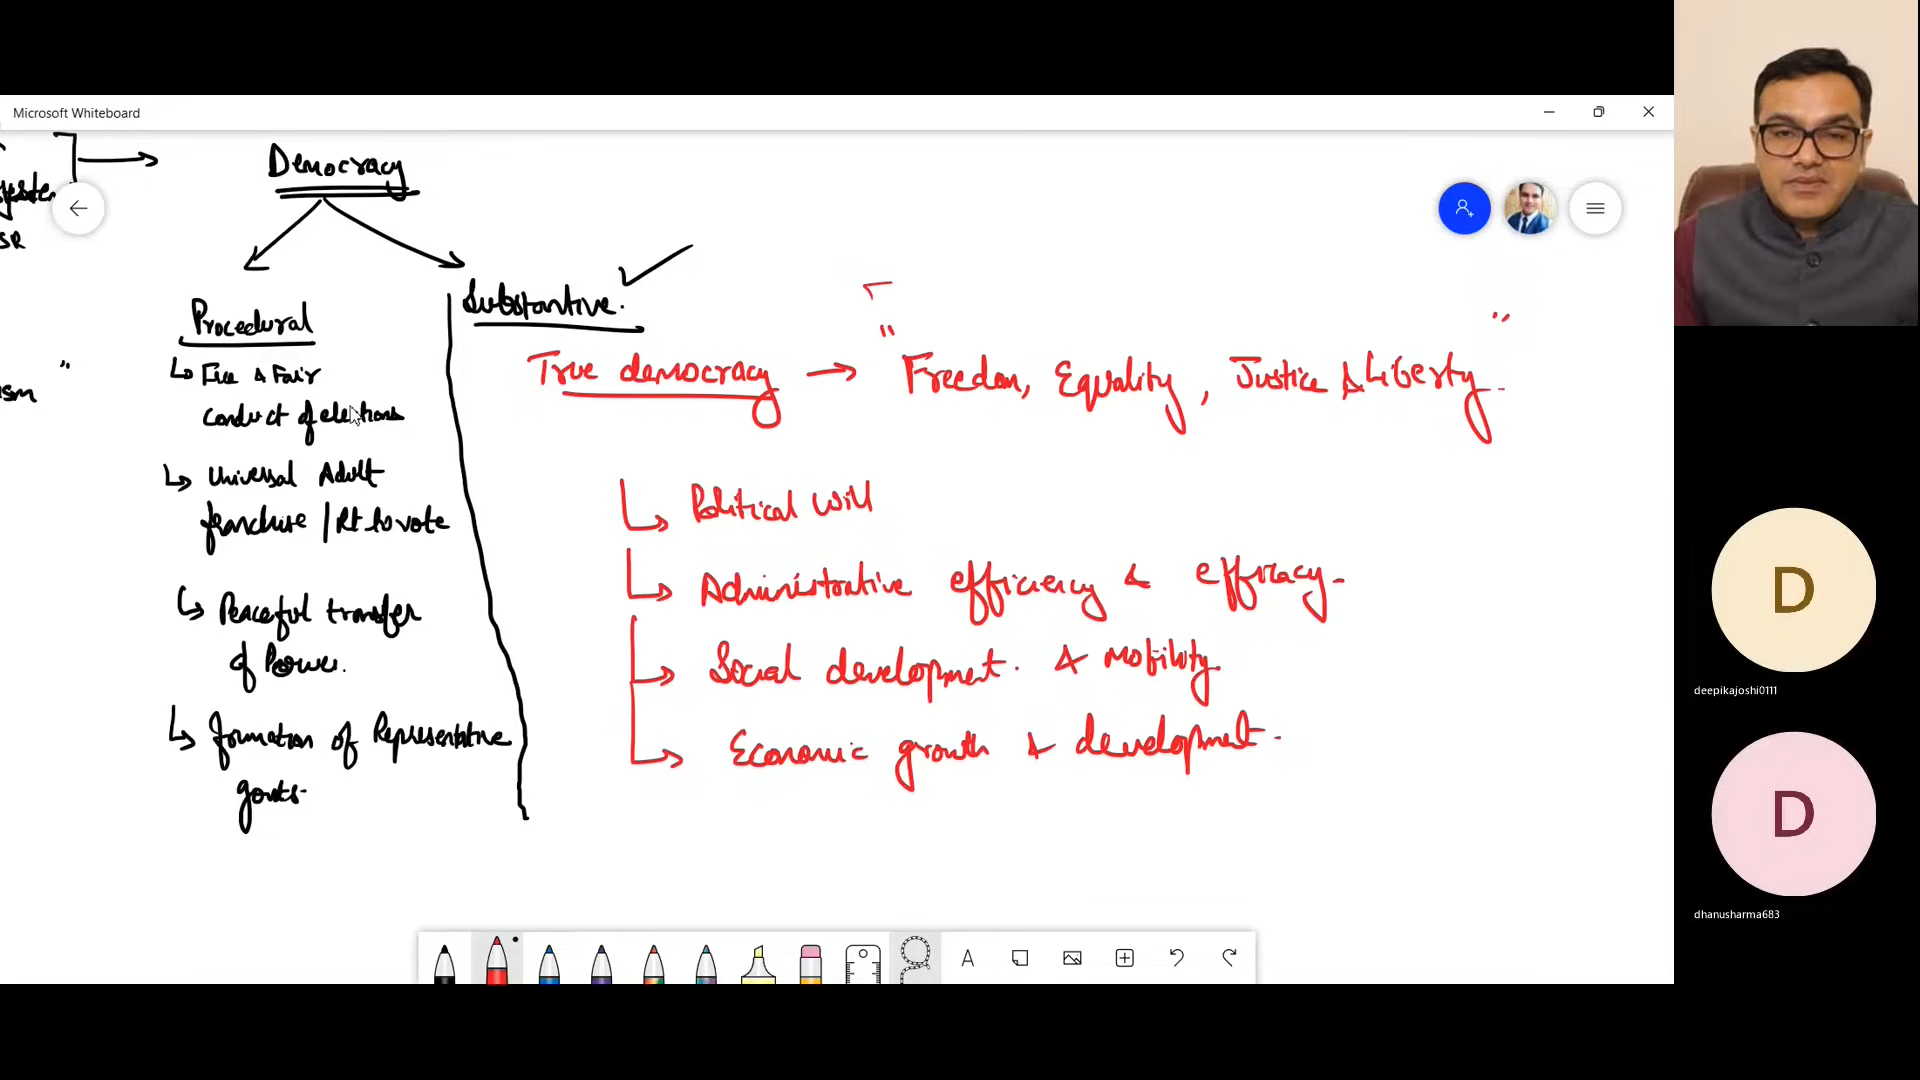 Microsoft Whiteboard
Democracy
SR
ism
"
Procedural
Free & Fair
conduct of elections
Universal Adult
franchise / Rt to vote
Peaceful transfer
of Power.
formation of Representative
govts.
Substantive.
True democracy → "Freedom, Equality, Justice & Liberty."
Political will
Administrative efficiency & efficacy.
Social development. & mobility.
Economic growth & development.
A
D
deepikajoshi0111
D
dhanusharma683